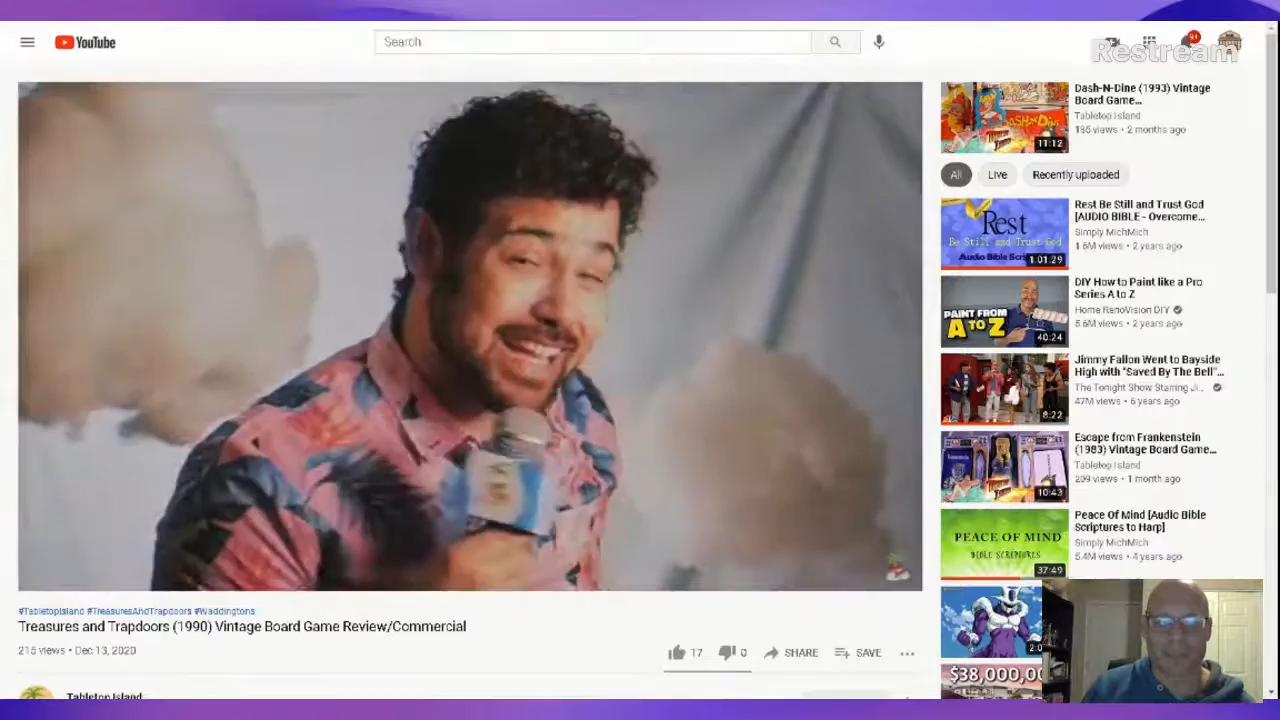 YouTube
Search
9+
Restream
Dash-N-Dine (1993) Vintage
Board Game...
Tabletop Island
185 views • 2 months ago
11:12
All
Live
Recently uploaded
Rest
Be Still and Trust God
1:01:29
Rest Be Still and Trust God
[AUDIO BIBLE - Overcome...
Simply MichMich
1.6M views • 2 years ago
PAINT FROM
A TO Z
40:24
DIY How to Paint like a Pro
Series A to Z
Home RenoVision DIY
5.6M views • 2 years ago
8:22
Jimmy Fallon Went to Bayside
High with "Saved By The Bell"...
The Tonight Show Starring Ji...
47M views • 6 years ago
10:43
Escape from Frankenstein
(1983) Vintage Board Game...
Tabletop Island
209 views • 1 month ago
PEACE OF MIND
BIBLE SCRIPTURES
37:49
Peace Of Mind [Audio Bible
Scriptures to Harp]
Simply MichMich
5.4M views • 4 years ago
#TabletopIsland #TreasuresAndTrapdoors #Waddingtons
Treasures and Trapdoors (1990) Vintage Board Game Review/Commercial
215 views • Dec 13, 2020
17
0
SHARE
SAVE
Tabletop Island